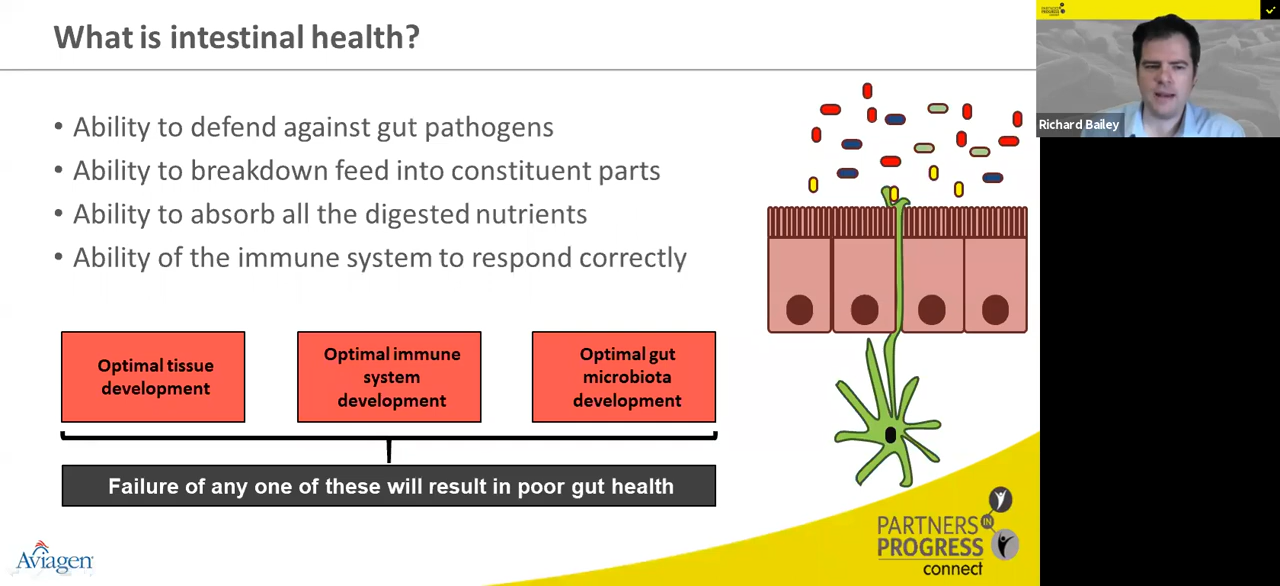 What is intestinal health?
• Ability to defend against gut pathogens
• Ability to breakdown feed into constituent parts
• Ability to absorb all the digested nutrients
• Ability of the immune system to respond correctly
Optimal tissue
development
Optimal immune
system
development
Optimal gut
microbiota
development
Failure of any one of these will result in poor gut health
Aviagen
PARTNERS
IN
PROGRESS
connect
Richard Bailey